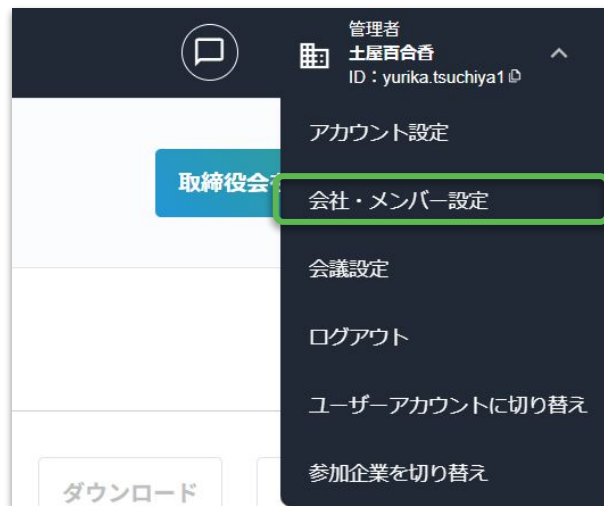 管理者
土屋百合香
ID：yurika.tsuchiya1
アカウント設定
取締役会を
会社・メンバー設定
会議設定
ログアウト
ユーザーアカウントに切り替え
参加企業を切り替え
ダウンロード